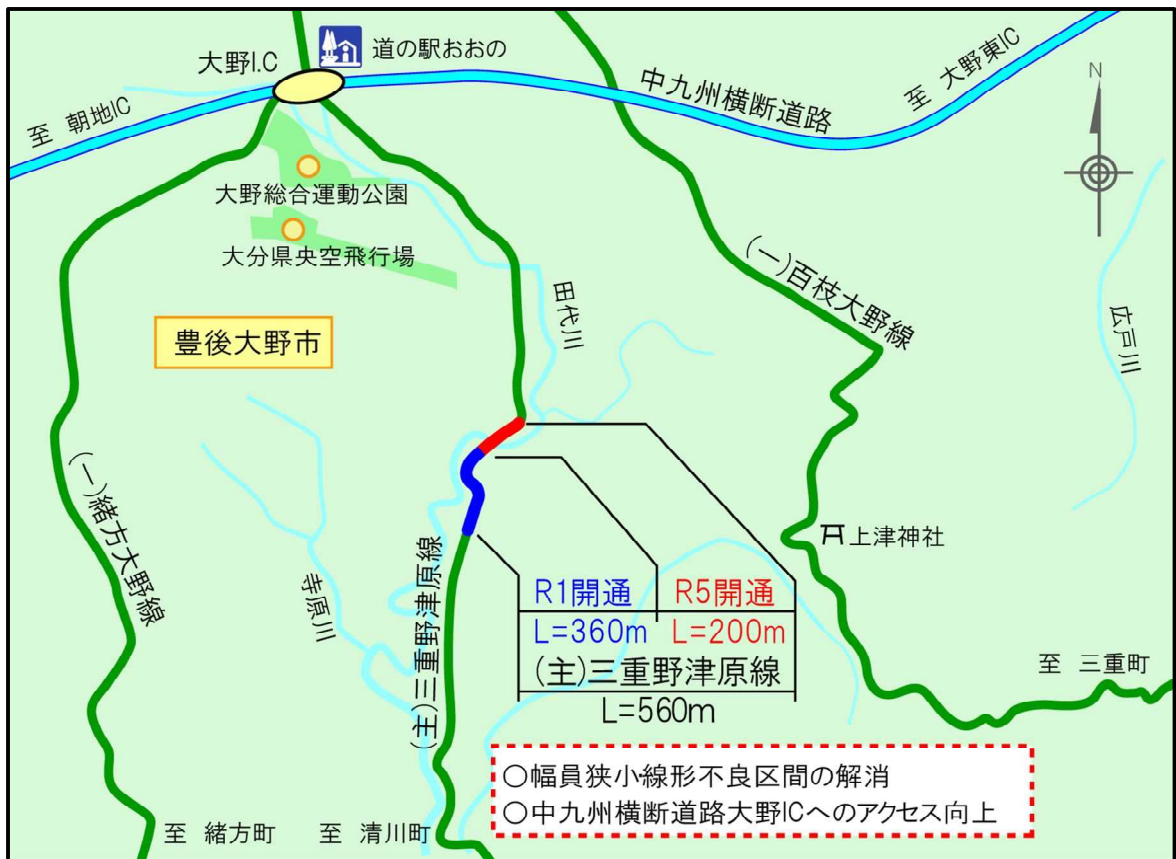 大野I.C
道の駅おおの
中九州横断道路
至 大野東IC
至 朝地IC
N
大野総合運動公園
大分県央空飛行場
田代川
(一)百枝大野線
広戸川
豊後大野市
(一)緒方大野線
寺原川
(主)三重野津原線
上津神社
R1開通 R5開通
L=360m L=200m
(主)三重野津原線
L=560m
至 三重町
○幅員狭小線形不良区間の解消
○中九州横断道路大野ICへのアクセス向上
至 緒方町
至 清川町